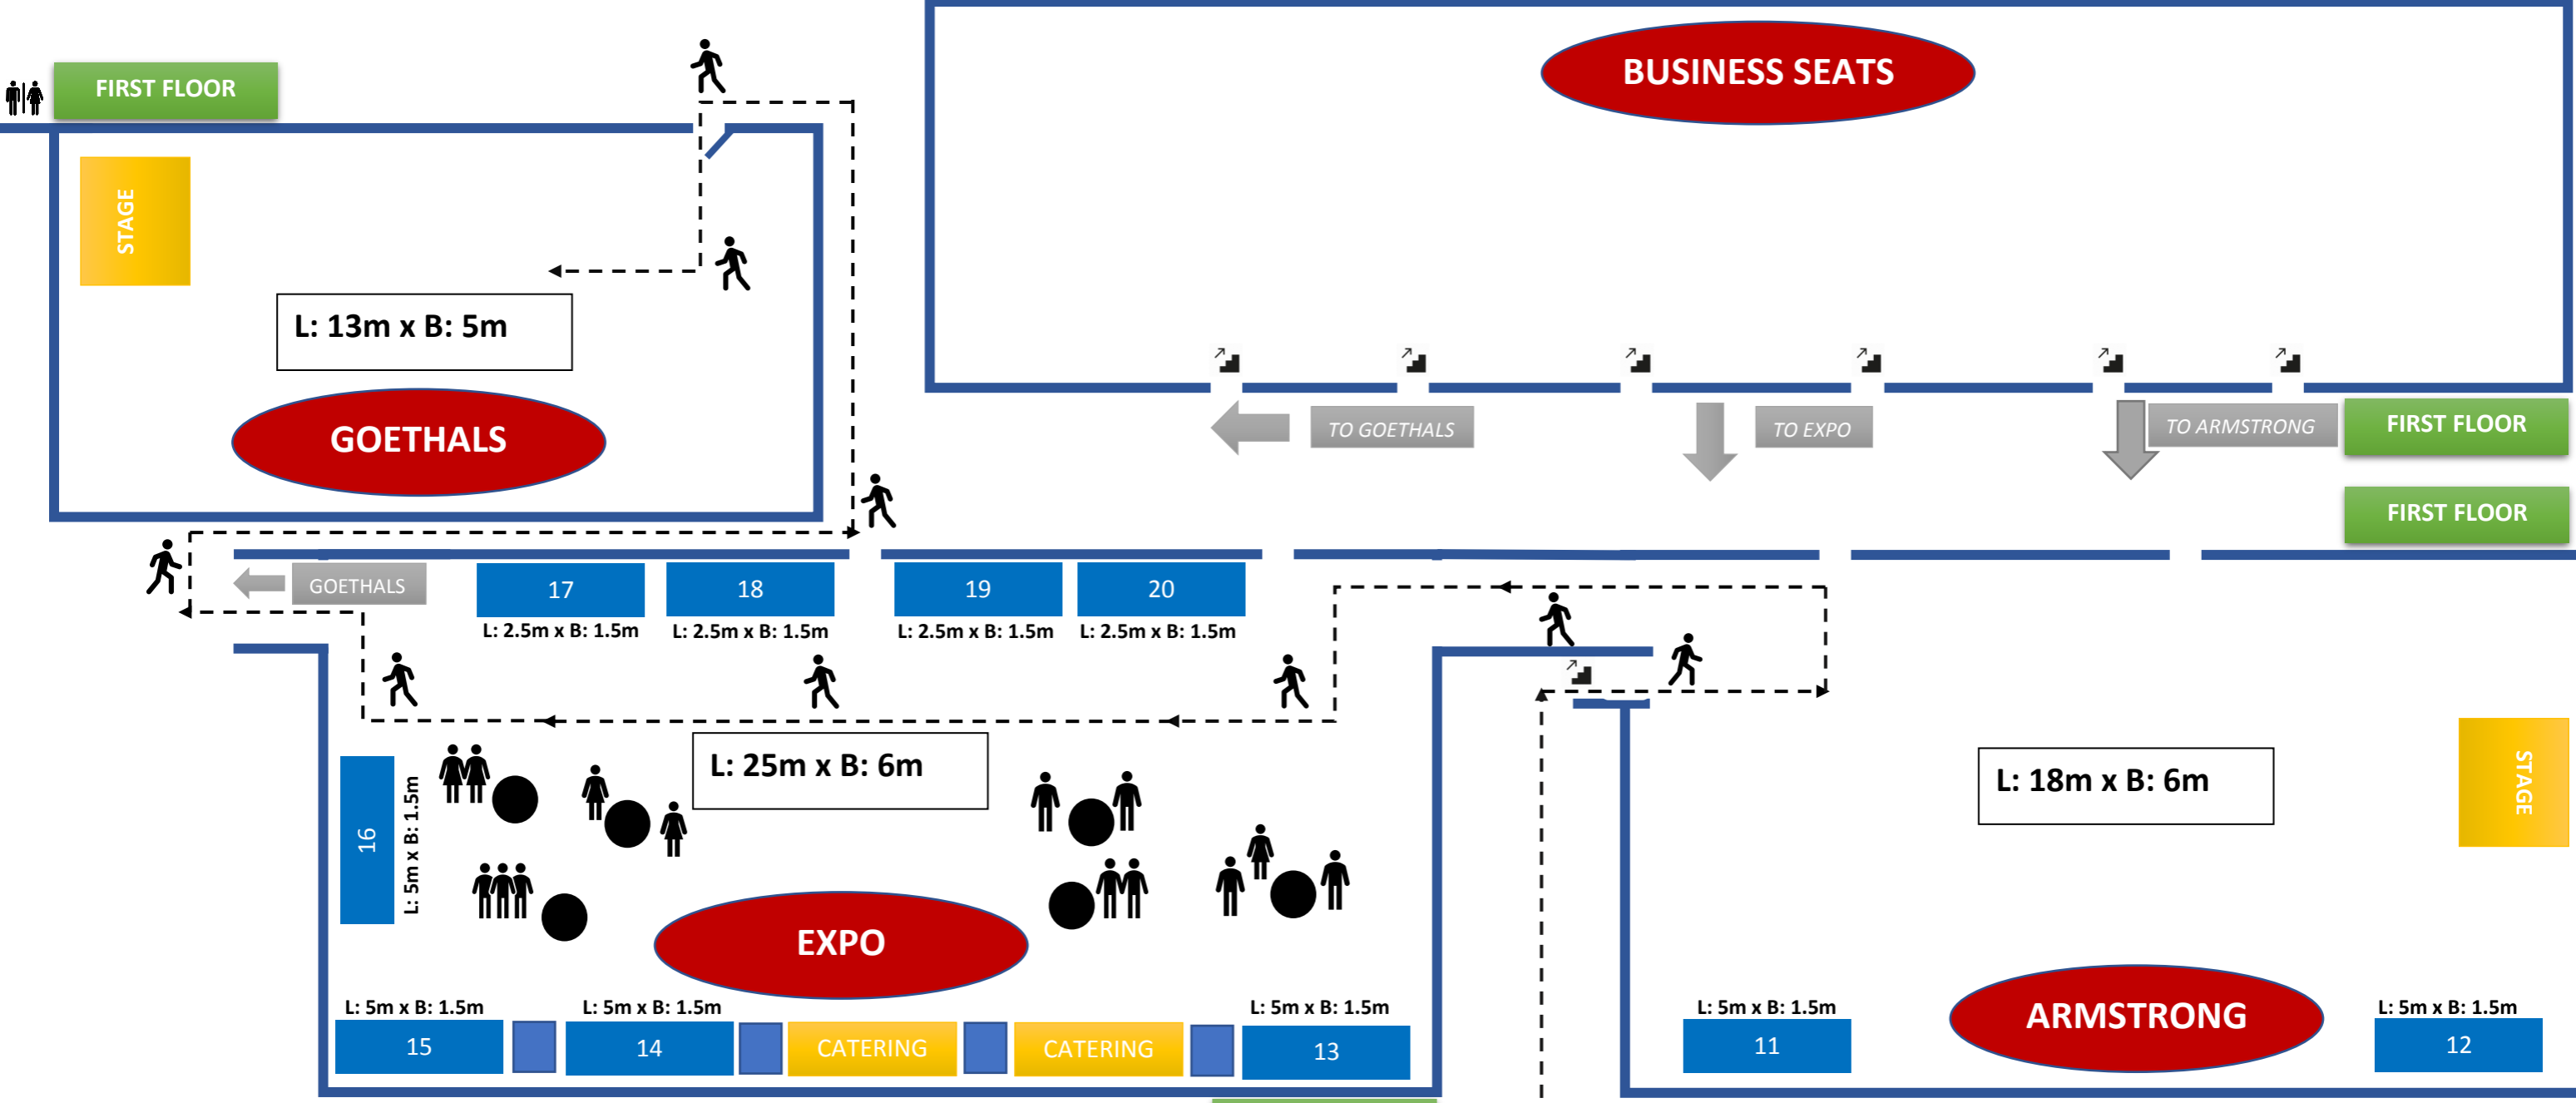 BUSINESS SEATS
FIRST FLOOR
STAGE
L: 13m x B: 5m
GOETHALS
TO GOETHALS
TO EXPO
TO ARMSTRONG
FIRST FLOOR
FIRST FLOOR
GOETHALS
17
18
19
20
L: 2.5m x B: 1.5m
L: 2.5m x B: 1.5m
L: 2.5m x B: 1.5m
L: 2.5m x B: 1.5m
L: 25m x B: 6m
L: 18m x B: 6m
STAGE
16
L: 5m x B: 1.5m
EXPO
ARMSTRONG
L: 5m x B: 1.5m
L: 5m x B: 1.5m
L: 5m x B: 1.5m
L: 5m x B: 1.5m
L: 5m x B: 1.5m
15
14
CATERING
CATERING
13
11
12